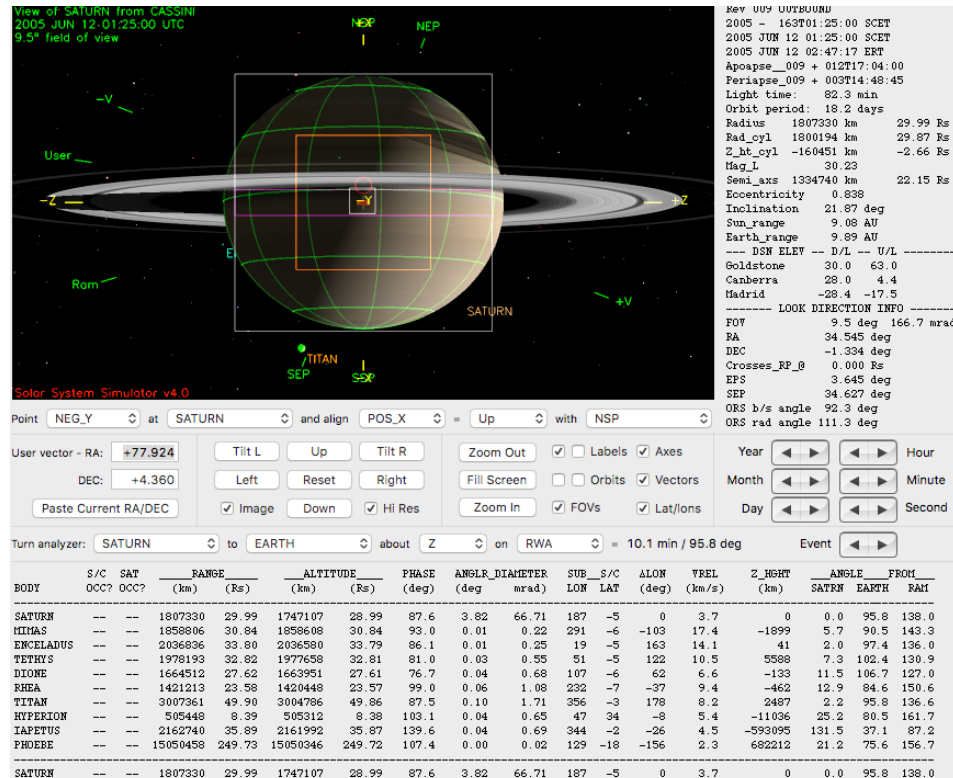 View of SATURN from CASSINI
2005 JUN 12 01:25:00 UTC
9.5° field of view
NEP
-V
User
-Z
-Y
+Z
E
Ram
+V
SATURN
TITAN
SEP
-X
Solar System Simulator v4.0
Rev 009 OUTBOUND
2005 - 163T01:25:00 SCET
2005 JUN 12 01:25:00 SCET
2005 JUN 12 02:47:17 ERT
Apoapse__009 + 012T17:04:00
Periapse_009 + 003T14:48:45
Light time: 82.3 min
Orbit period: 18.2 days
Radius 1807330 km 29.99 Rs
Rad_cyl 1800194 km 29.87 Rs
Z_ht_cyl -160451 km -2.66 Rs
Mag_L 30.23
Semi_axs 1334740 km 22.15 Rs
Eccentricity 0.838
Inclination 21.87 deg
Sun_range 9.08 AU
Earth_range 9.89 AU
--- DSN ELEV -- D/L -- U/L -------
Goldstone 30.0 63.0
Canberra 28.0 4.4
Madrid -28.4 -17.5
------- LOOK DIRECTION INFO -------
FOV 9.5 deg 166.7 mrad
RA 34.545 deg
DEC -1.334 deg
Crosses_RP_@ 0.000 Rs
EPS 3.645 deg
SEP 34.627 deg
ORS b/s angle 92.3 deg
ORS rad angle 111.3 deg
Point NEG_Y at SATURN and align POS_X = Up with NSP
User vector - RA: +77.924 Tilt L Up Tilt R Zoom Out Labels Axes Year Hour
DEC: +4.360 Left Reset Right Fill Screen Orbits Vectors Month Minute
Paste Current RA/DEC Image Down Hi Res Zoom In FOVs Lat/lons Day Second
Turn analyzer: SATURN to EARTH about Z on RWA = 10.1 min / 95.8 deg Event
S/C SAT ____RANGE____ ___ALTITUDE___ PHASE ANGLR_DIAMETER SUB__S/C ΔLON VREL Z_HGHT ___ANGLE___FROM___
BODY OCC? OCC? (km) (Rs) (km) (Rs) (deg) (deg mrad) LON LAT (deg) (km/s) (km) SATRN EARTH RAM
SATURN -- -- 1807330 29.99 1747107 28.99 87.6 3.82 66.71 187 -5 0 3.7 0 0.0 95.8 138.0
MIMAS -- -- 1858806 30.84 1858608 30.84 93.0 0.01 0.22 291 -6 -103 17.4 -1899 5.7 90.5 143.3
ENCELADUS -- -- 2036836 33.80 2036580 33.79 86.1 0.01 0.25 19 -5 163 14.1 41 2.0 97.4 136.0
TETHYS -- -- 1978193 32.82 1977658 32.81 81.0 0.03 0.55 51 -5 122 10.5 5588 7.3 102.4 130.9
DIONE -- -- 1664512 27.62 1663951 27.61 76.7 0.04 0.68 107 -6 62 6.6 -133 11.5 106.7 127.0
RHEA -- -- 1421213 23.58 1420448 23.57 99.0 0.06 1.08 232 -7 -37 9.4 -462 12.9 84.6 150.6
TITAN -- -- 3007361 49.90 3004786 49.86 87.5 0.10 1.71 356 -3 178 8.2 2487 2.2 95.8 136.6
HYPERION -- -- 505448 8.39 505312 8.38 103.1 0.04 0.65 47 34 -8 5.4 -11036 25.2 80.5 161.7
IAPETUS -- -- 2162740 35.89 2161992 35.87 139.6 0.04 0.69 344 -2 -26 4.5 -593095 131.5 37.1 87.2
PHOEBE -- -- 15050458 249.73 15050346 249.72 107.4 0.00 0.02 129 -18 -156 2.3 682212 21.2 75.6 156.7
SATURN -- -- 1807330 29.99 1747107 28.99 87.6 3.82 66.71 187 -5 0 3.7 0 0.0 95.8 138.0